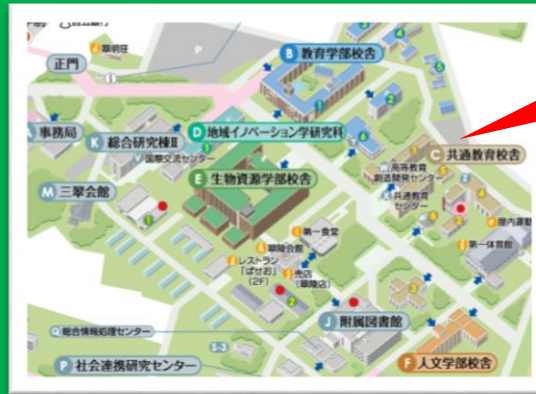 翠明荘
P
正門
B 教育学部校舎
事務局
K 総合研究棟II
D 地域イノベーション学研究科
V 国際交流センター
高等教育
創造開発センター
共通教育
センター
C 共通教育校舎
E 生物資源学部校舎
M 三翠会館
第一食堂
翠陵会館
レストラン
「ぱせお」
(2F)
売店
(翠陵店)
屋内運動
第一体育館
総合情報処理センター
S-3
J 附属図書館
P 社会連携研究センター
F 人文学部校舎